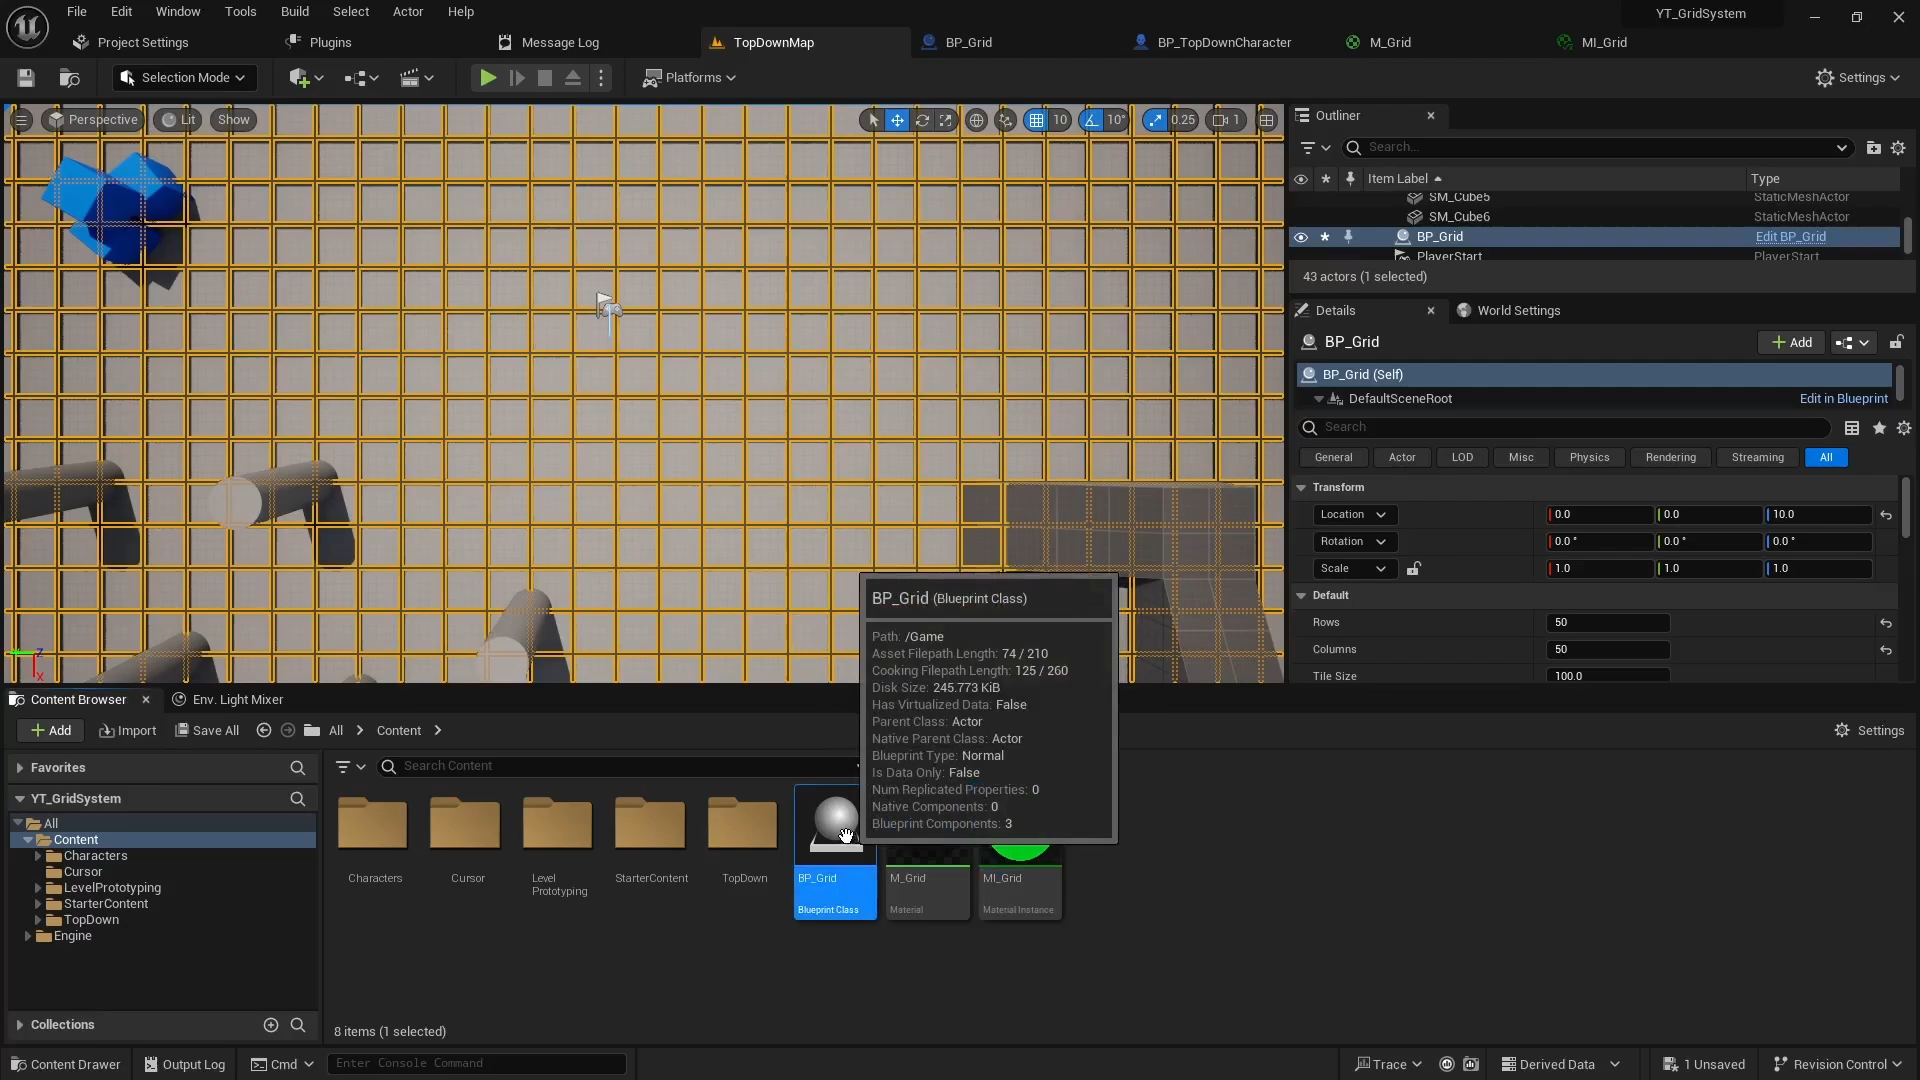 File Edit Window Tools Build Select Actor Help
YT_GridSystem
Project Settings
Plugins
Message Log
TopDownMap
BP_Grid
BP_TopDownCharacter
M_Grid
MI_Grid
Selection Mode
Platforms
Settings
Perspective
Lit
Show
10
10°
0.25
1
Outliner
Search...
Item Label
Type
SM_Cube5 StaticMeshActor
SM_Cube6 StaticMeshActor
BP_Grid Edit BP_Grid
PlayerStart PlayerStart
43 actors (1 selected)
Details
World Settings
BP_Grid
Add
BP_Grid (Self)
DefaultSceneRoot Edit in Blueprint
Search
General Actor LOD Misc Physics Rendering Streaming All
Transform
Location 0.0 0.0 10.0
Rotation 0.0° 0.0° 0.0°
Scale 1.0 1.0 1.0
Default
Rows 50
Columns 50
Tile Size 100.0
BP_Grid (Blueprint Class)
Path: /Game
Asset Filepath Length: 74 / 210
Cooking Filepath Length: 125 / 260
Disk Size: 245.773 KiB
Has Virtualized Data: False
Parent Class: Actor
Native Parent Class: Actor
Blueprint Type: Normal
Is Data Only: False
Num Replicated Properties: 0
Native Components: 0
Blueprint Components: 3
Z
X
Content Browser
Env. Light Mixer
Add
Import
Save All
All
Content
Settings
Favorites
YT_GridSystem
All
Content
Characters
Cursor
LevelPrototyping
StarterContent
TopDown
Engine
Collections
Search Content
Characters
Cursor
Level
Prototyping
StarterContent
TopDown
BP_Grid
Blueprint Class
M_Grid
Material
MI_Grid
Material Instance
8 items (1 selected)
Content Drawer
Output Log
Cmd
Enter Console Command
Trace
Derived Data
1 Unsaved
Revision Control